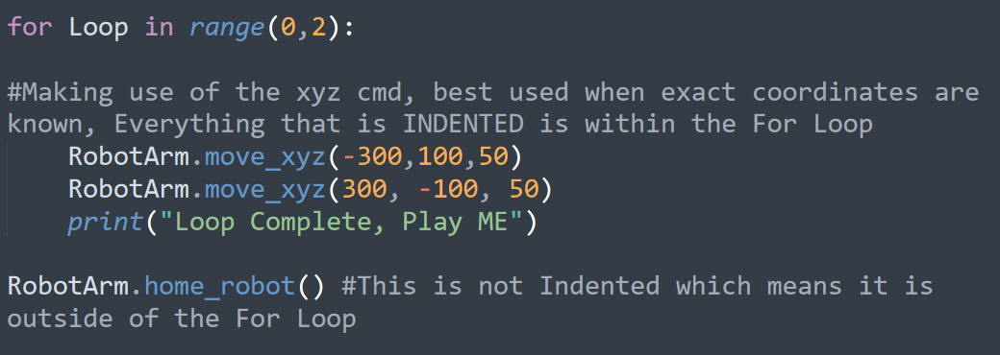 for Loop in range(0,2):
#Making use of the xyz cmd, best used when exact coordinates are
known, Everything that is INDENTED is within the For Loop
    RobotArm.move_xyz(-300,100,50)
    RobotArm.move_xyz(300, -100, 50)
    print("Loop Complete, Play ME")
RobotArm.home_robot() #This is not Indented which means it is
outside of the For Loop